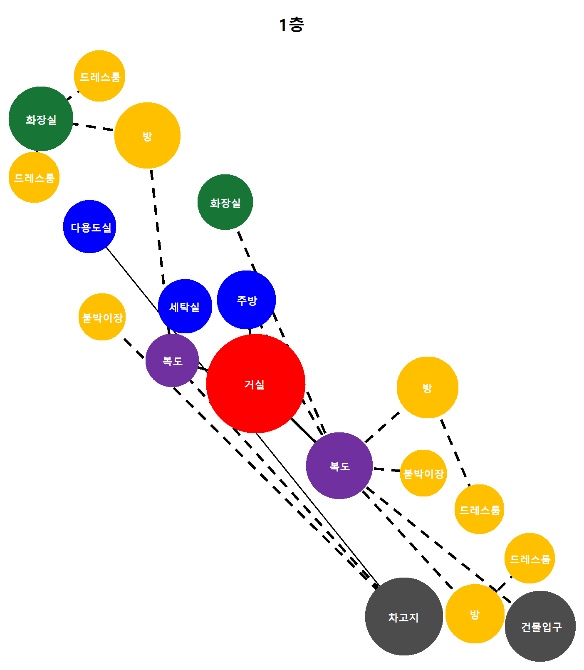 1층
드레스룸
화장실
방
드레스룸
화장실
다용도실
세탁실
주방
붙박이장
복도
거실
방
복도
붙박이장
드레스룸
드레스룸
차고지
방
건물입구